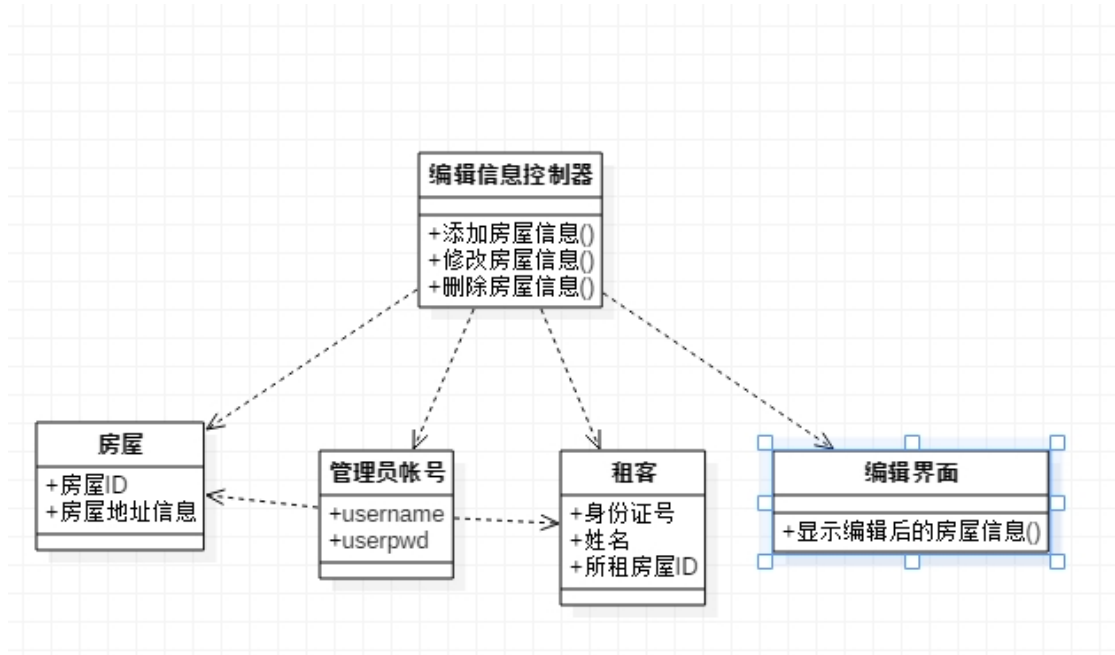 编辑信息控制器
+添加房屋信息()
+修改房屋信息()
+删除房屋信息()
房屋
+房屋ID
+房屋地址信息
管理员帐号
+username
+userpwd
租客
+身份证号
+姓名
+所租房屋ID
编辑界面
+显示编辑后的房屋信息()